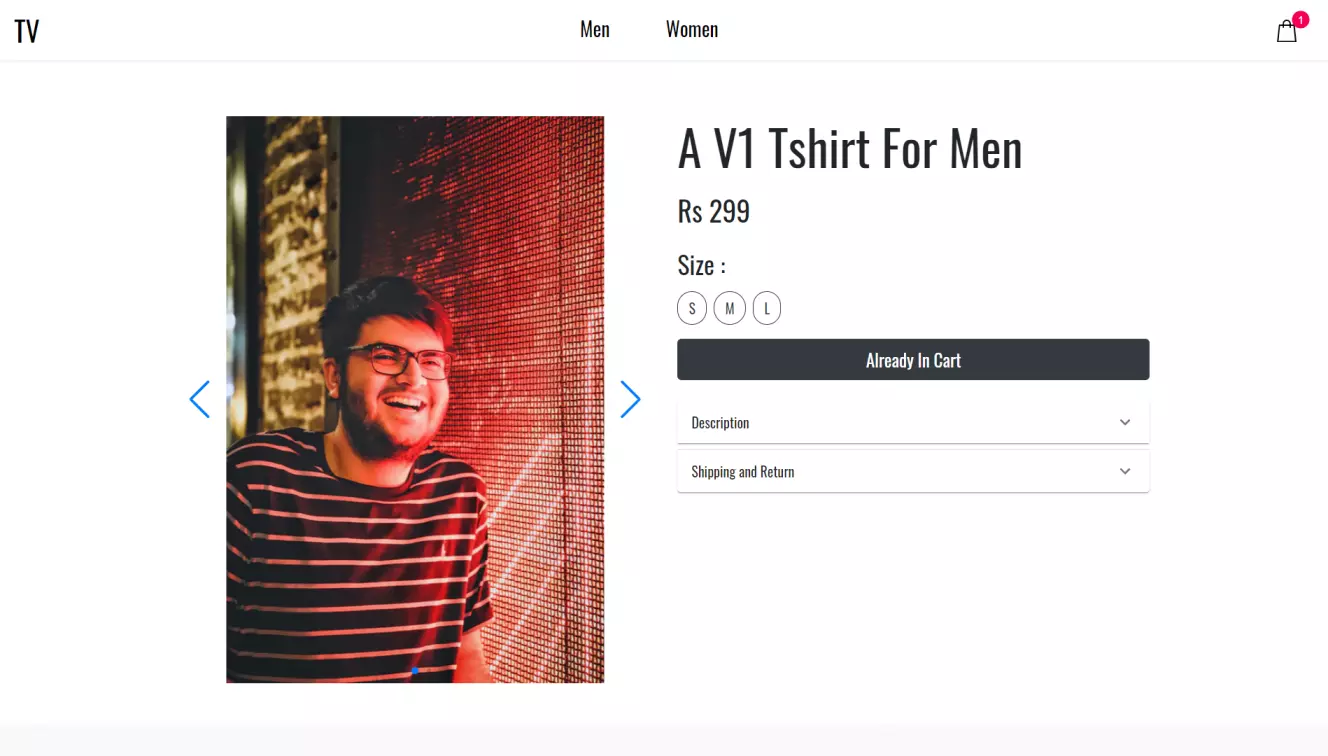 TV
Men
Women
1
A V1 Tshirt For Men
Rs 299
Size :
S M L
Already In Cart
Description
Shipping and Return